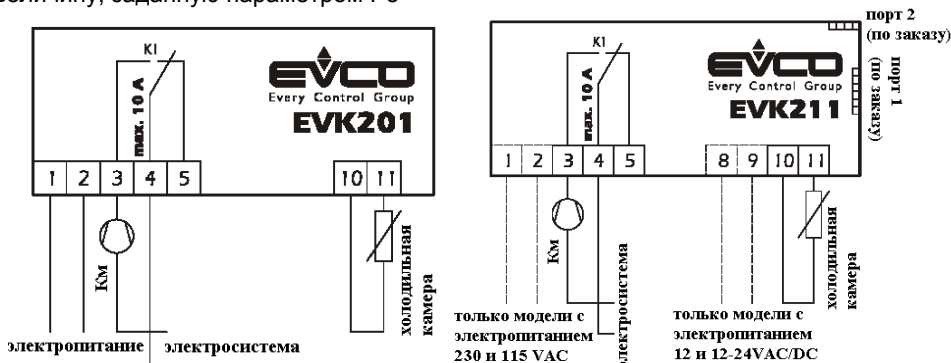 величину, заданную параметром r 5
K1
max. 10 A
EVCO
Every Control Group
EVK201
1 2 3 4 5 10 11
Км
холодильная
камера
электропитание
электросистема
порт 2
(по заказу)
порт 1
(по заказу)
K1
max. 10 A
EVCO
Every Control Group
EVK211
1 2 3 4 5 8 9 10 11
Км
электросистема
холодильная
камера
только модели с
электропитанием
230 и 115 VAC
только модели с
электропитанием
12 и 12-24VAC/DC